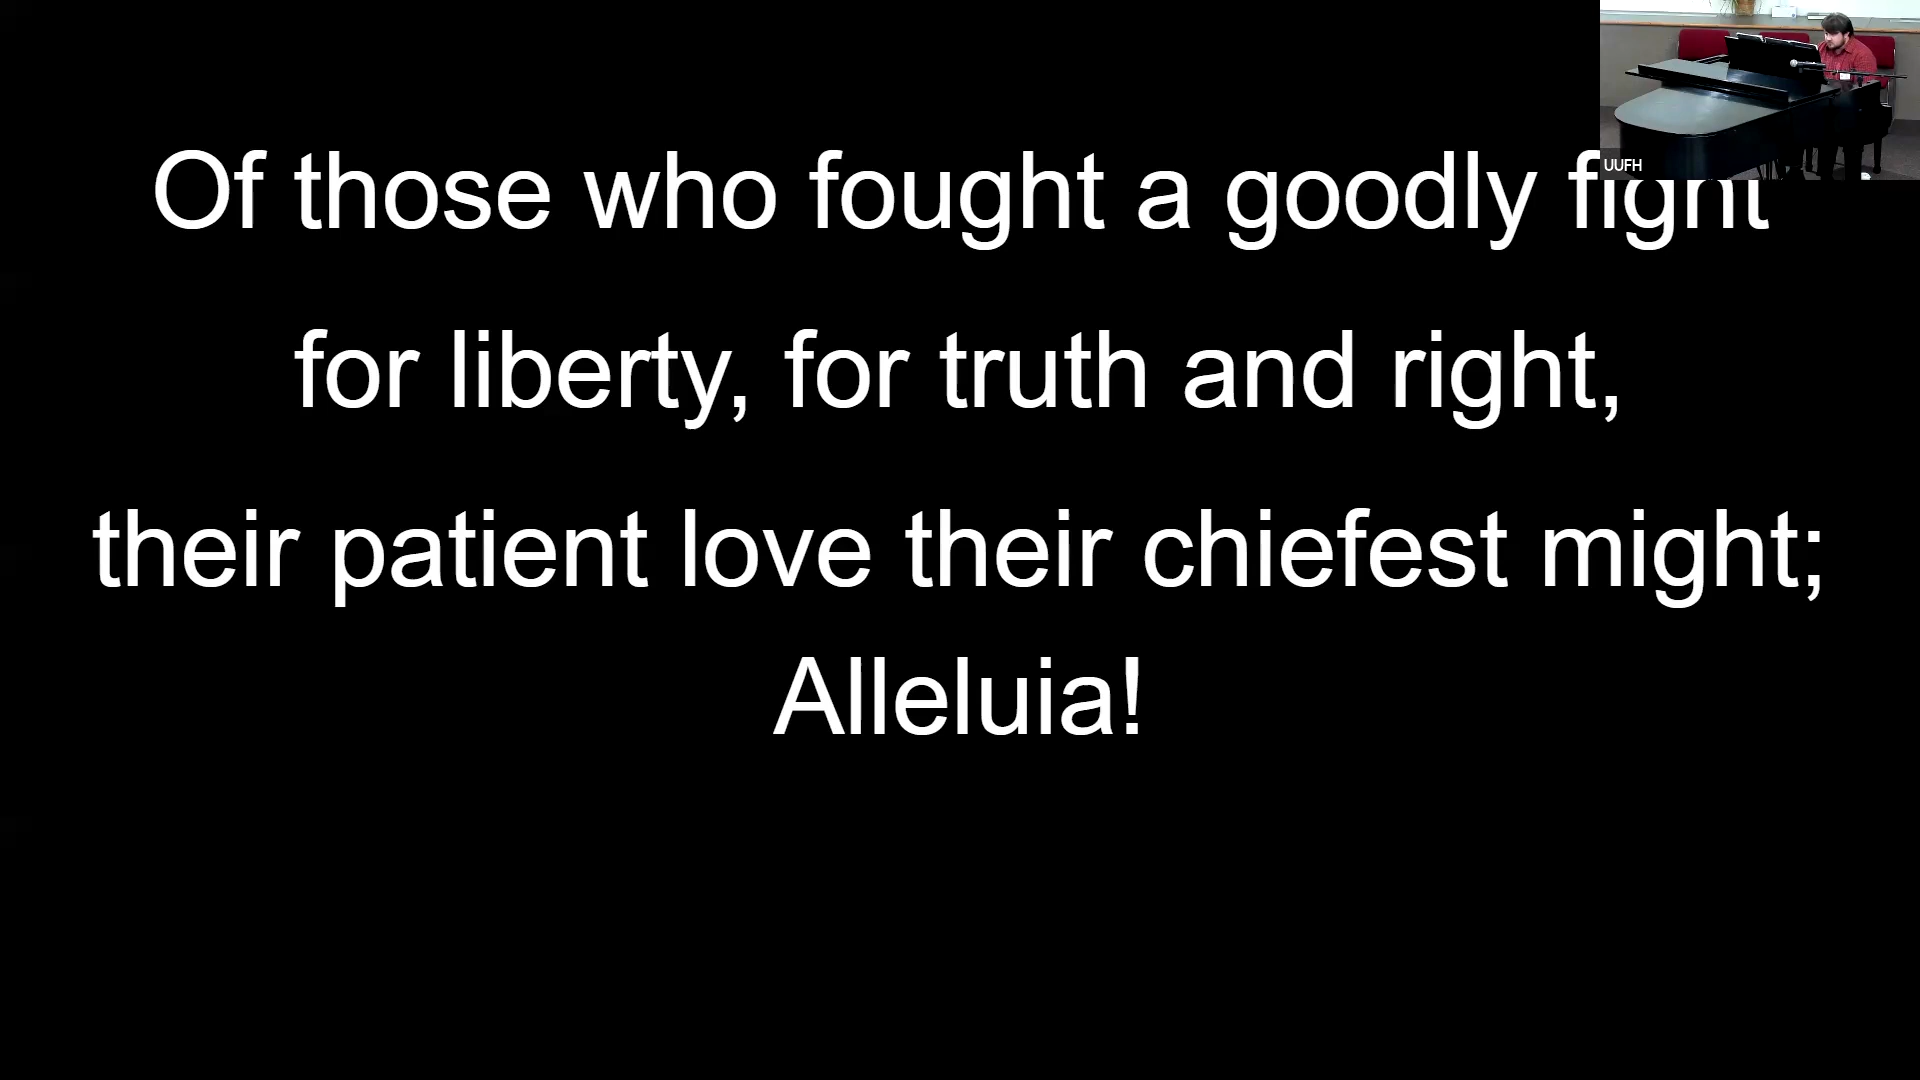 Of those who fought a goodly fight
for liberty, for truth and right,
their patient love their chiefest might;
Alleluia!
UUFH